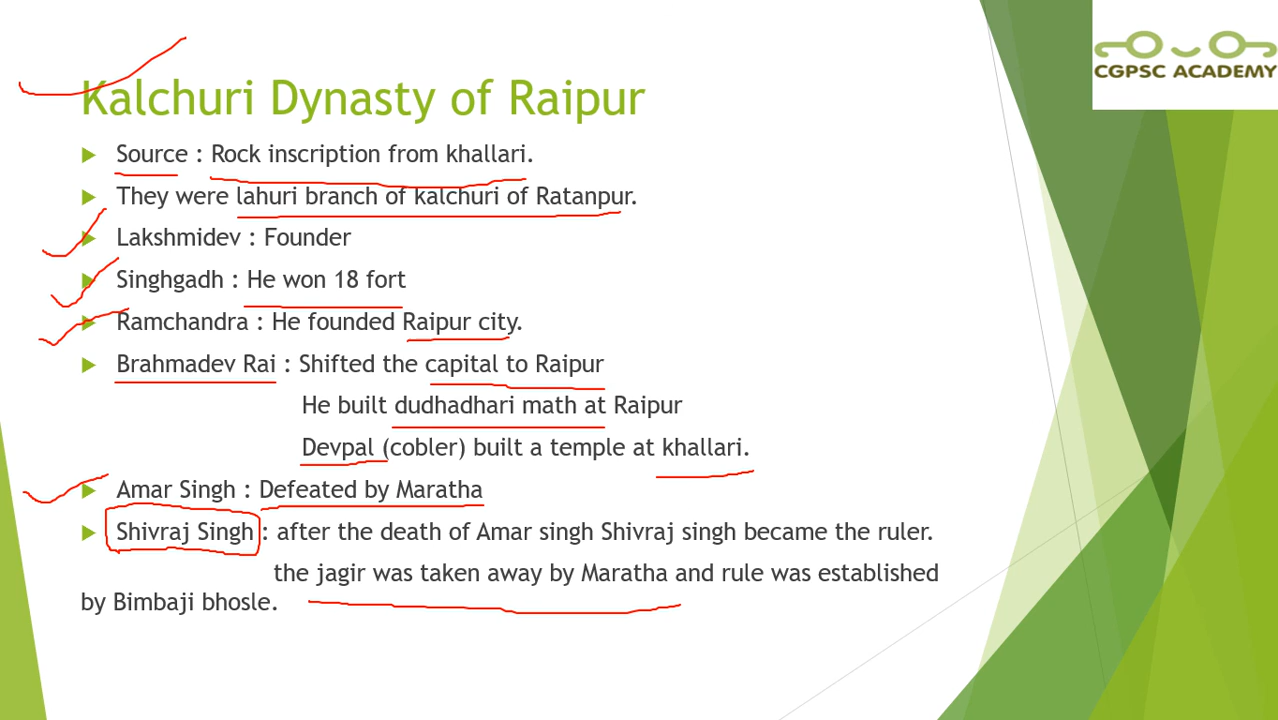 CGPSC ACADEMY
Kalchuri Dynasty of Raipur
Source : Rock inscription from khallari.
They were lahuri branch of kalchuri of Ratanpur.
Lakshmidev : Founder
Singhgadh : He won 18 fort
Ramchandra : He founded Raipur city.
Brahmadev Rai : Shifted the capital to Raipur
He built dudhadhari math at Raipur
Devpal (cobler) built a temple at khallari.
Amar Singh : Defeated by Maratha
Shivraj Singh : after the death of Amar singh Shivraj singh became the ruler.
the jagir was taken away by Maratha and rule was established
by Bimbaji bhosle.